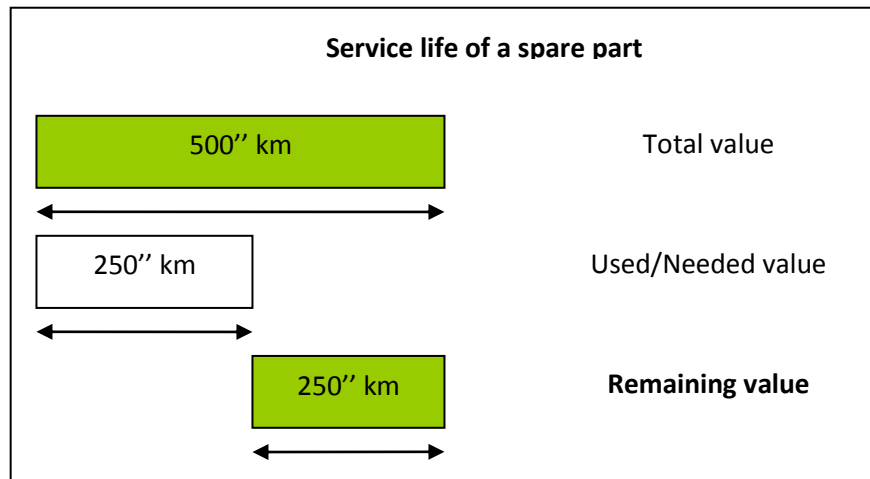 Service life of a spare part
500’’ km
Total value
250’’ km
Used/Needed value
250’’ km
Remaining value